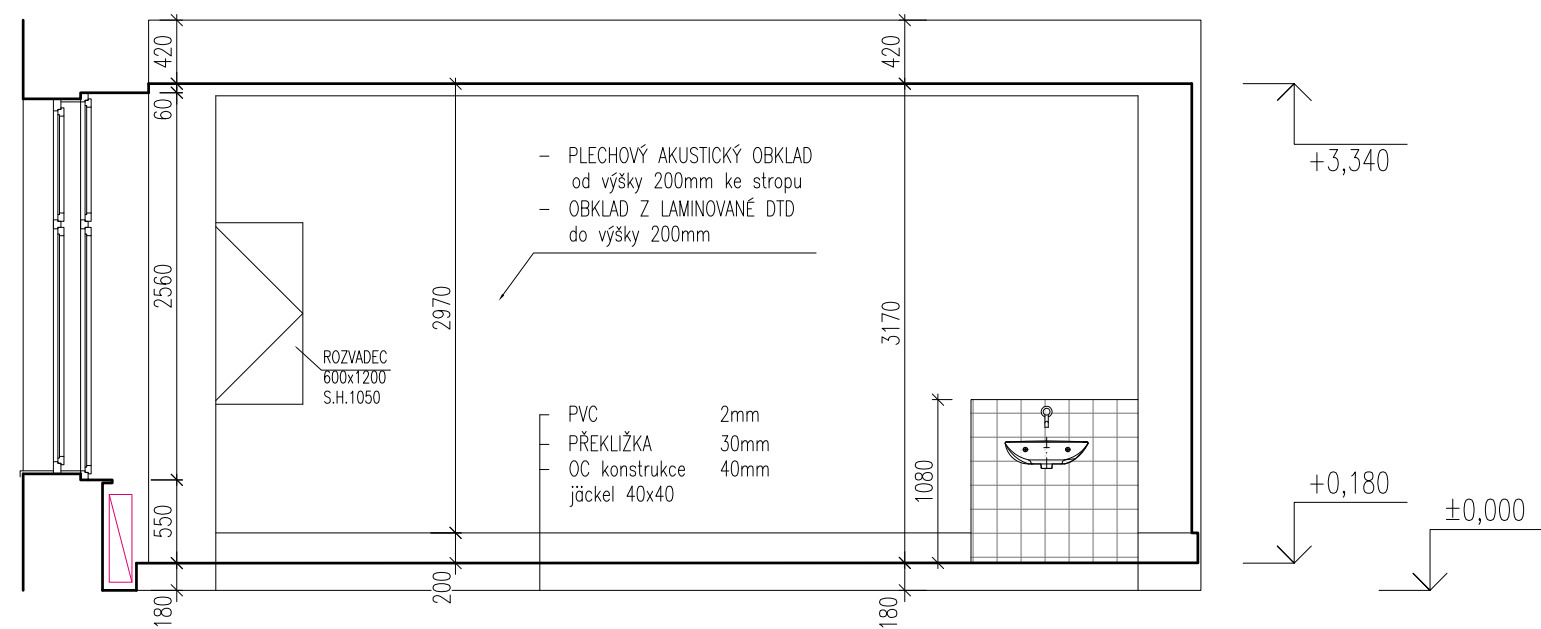 420
420
60
- PLECHOVÝ AKUSTICKÝ OBKLAD
od výšky 200mm ke stropu
- OBKLAD Z LAMINOVANÉ DTD
do výšky 200mm
+3,340
2560
2970
3170
ROZVADEC
600x1200
S.H.1050
PVC 2mm
PŘEKLIŽKA 30mm
OC konstrukce 40mm
jäckel 40x40
1080
550
+0,180
±0,000
180
200
180